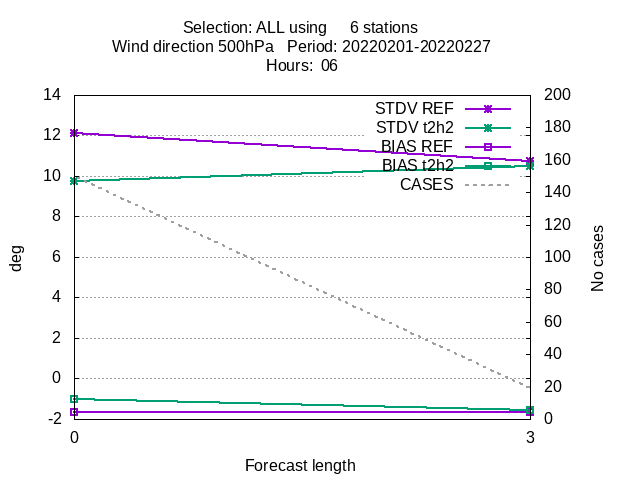 Selection: ALL using 6 stations
Wind direction 500hPa Period: 20220201-20220227
Hours: 06
14 200
STDV REF
180
STDV t2h2
12
BIAS REF
160
BIAS t2h2
10
CASES
140
8
120
6 100
deg
No cases
4
80
60
2
40
0
20
-2 0
0 3
Forecast length